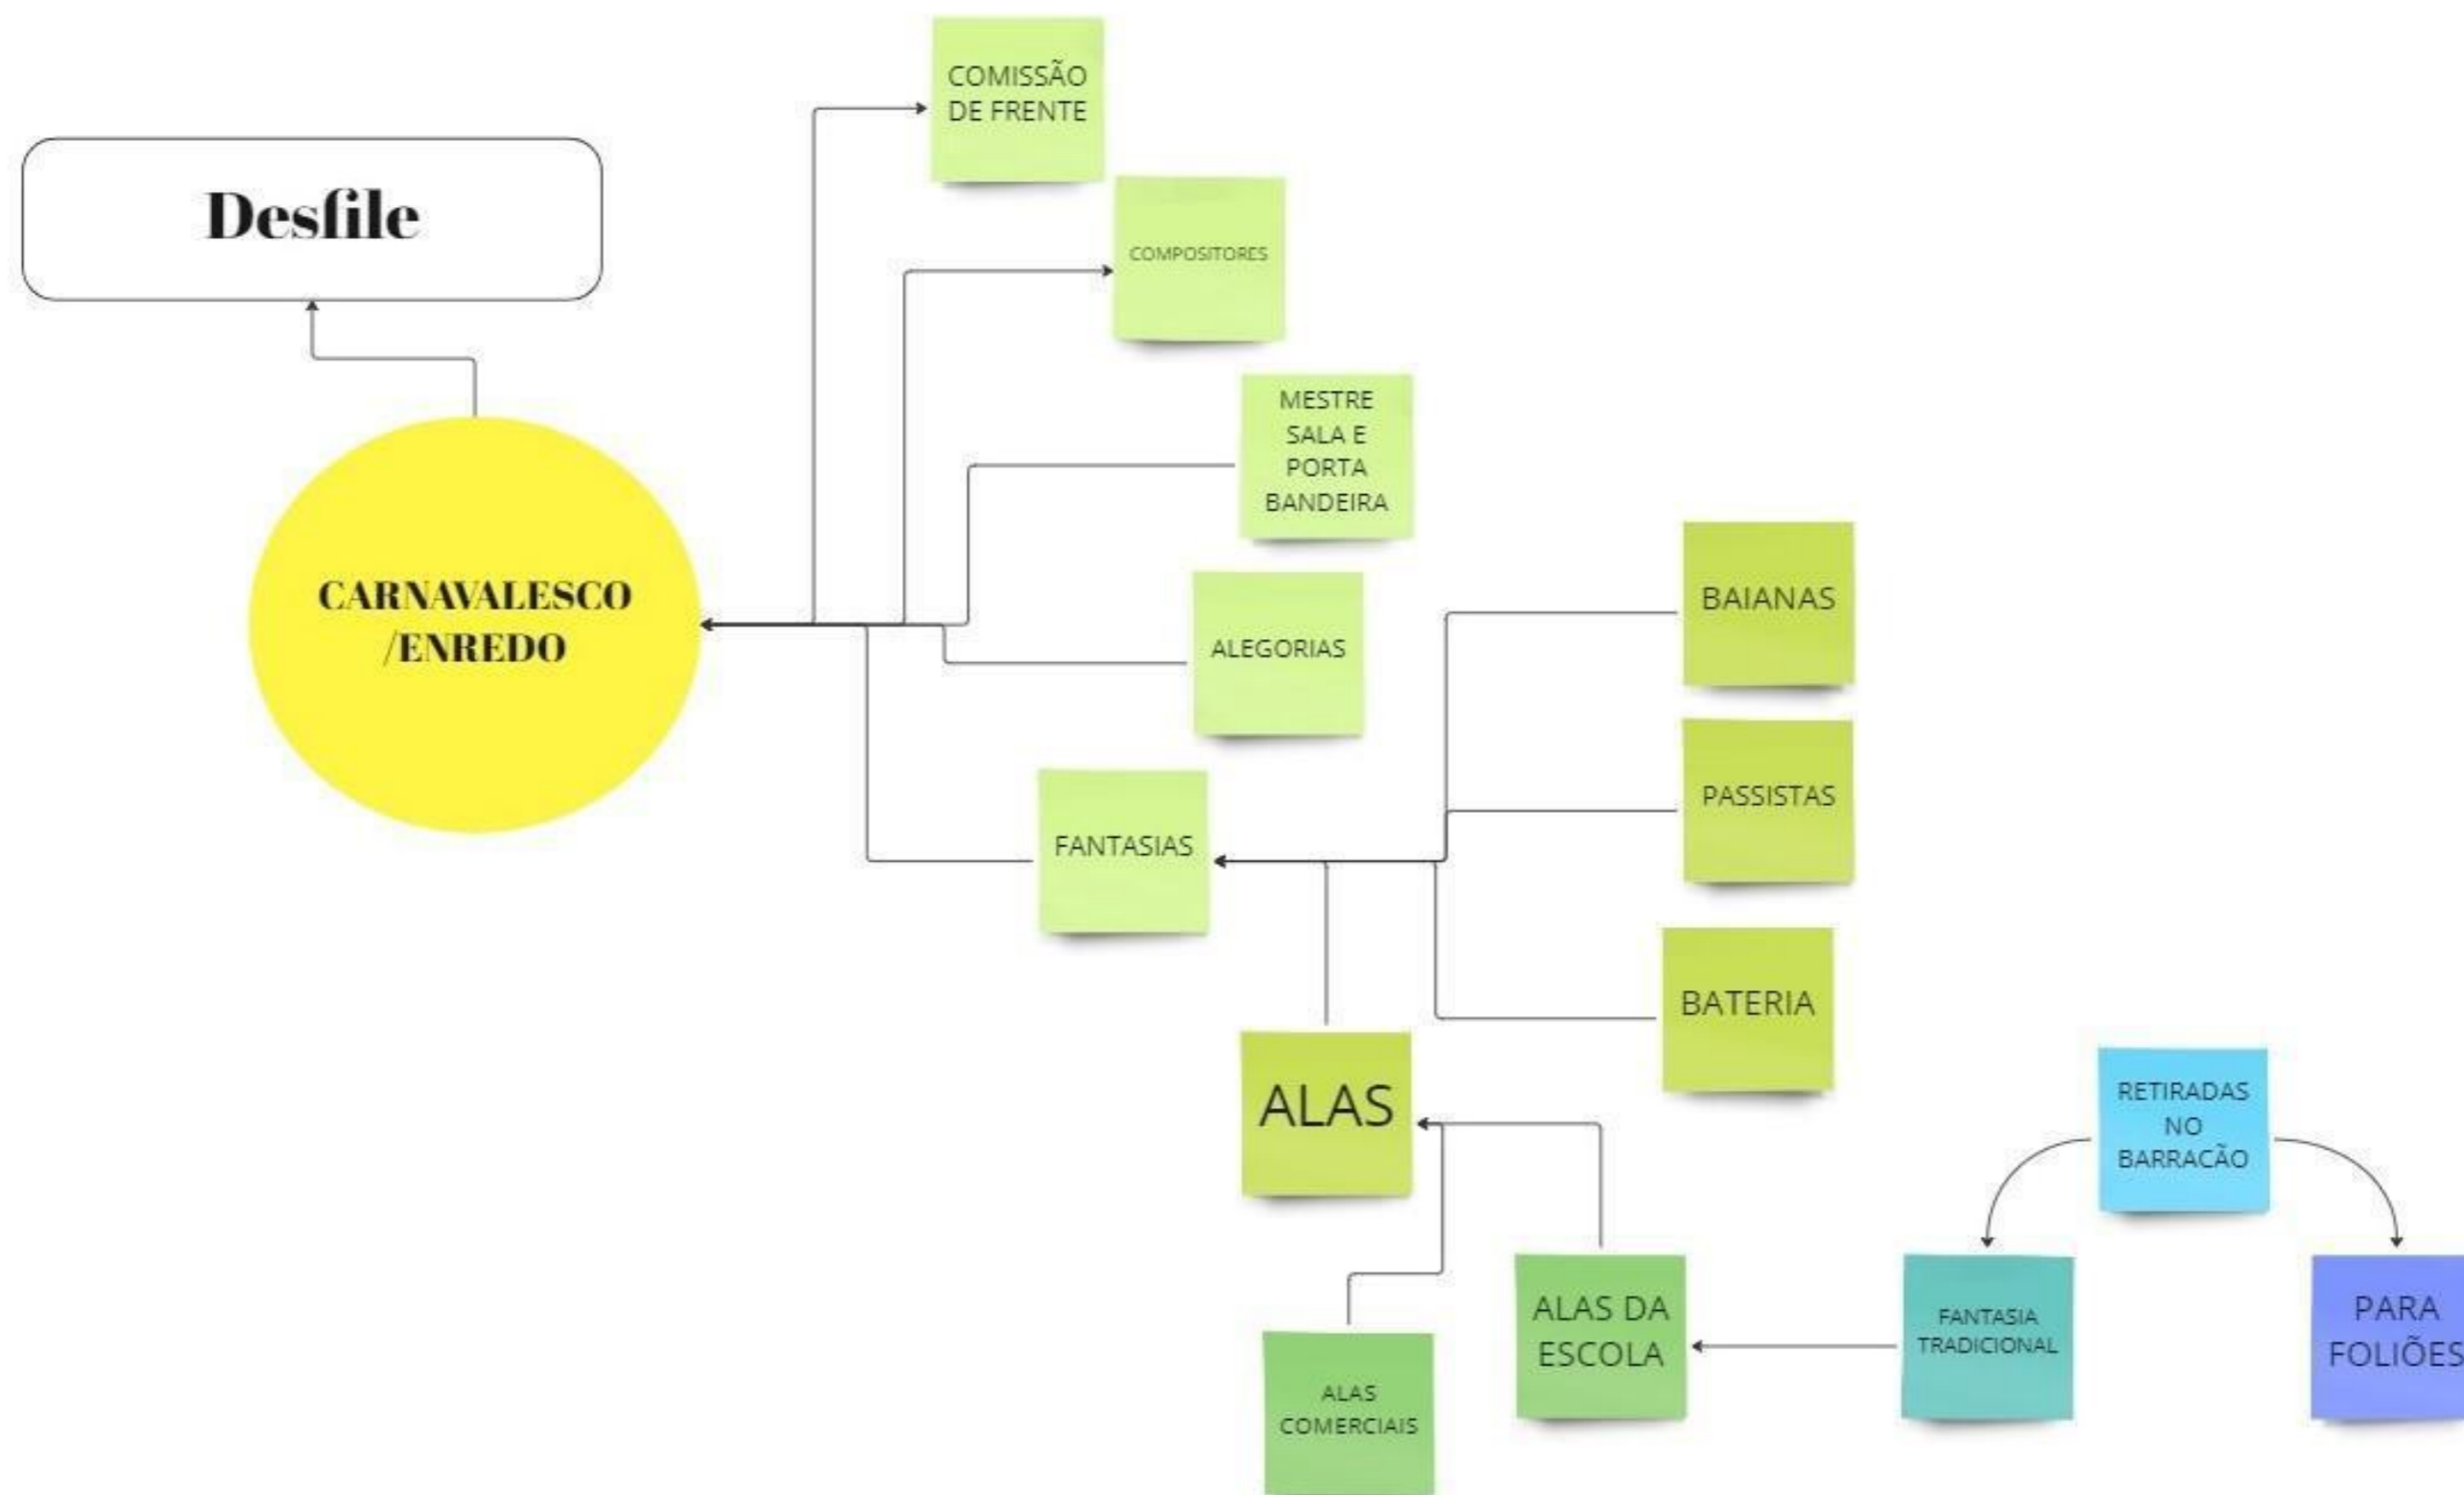 COMISSÃO
DE FRENTE
Desfile
COMPOSITORES
MESTRE
SALA E
PORTA
BANDEIRA
CARNAVALESCO
/ENREDO
BAIANAS
ALEGORIAS
PASSISTAS
FANTASIAS
BATERIA
ALAS
RETIRADAS
NO
BARRACÃO
ALAS DA
ESCOLA
FANTASIA
TRADICIONAL
PARA
FOLIÕES
ALAS
COMERCIAIS